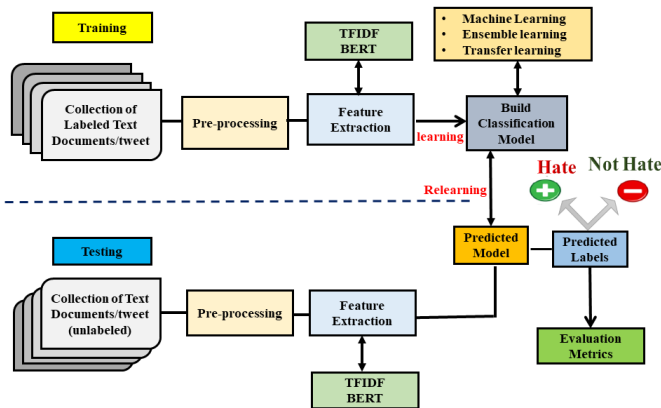 Training
TFIDF
BERT
• Machine Learning
• Ensemble learning
• Transfer learning
Collection of
Labeled Text
Documents/tweet
Pre-processing
Feature
Extraction
learning
Build
Classification
Model
Relearning
Hate
Not Hate
Testing
Predicted
Model
Predicted
Labels
Collection of Text
Documents/tweet
(unlabeled)
Pre-processing
Feature
Extraction
Evaluation
Metrics
TFIDF
BERT